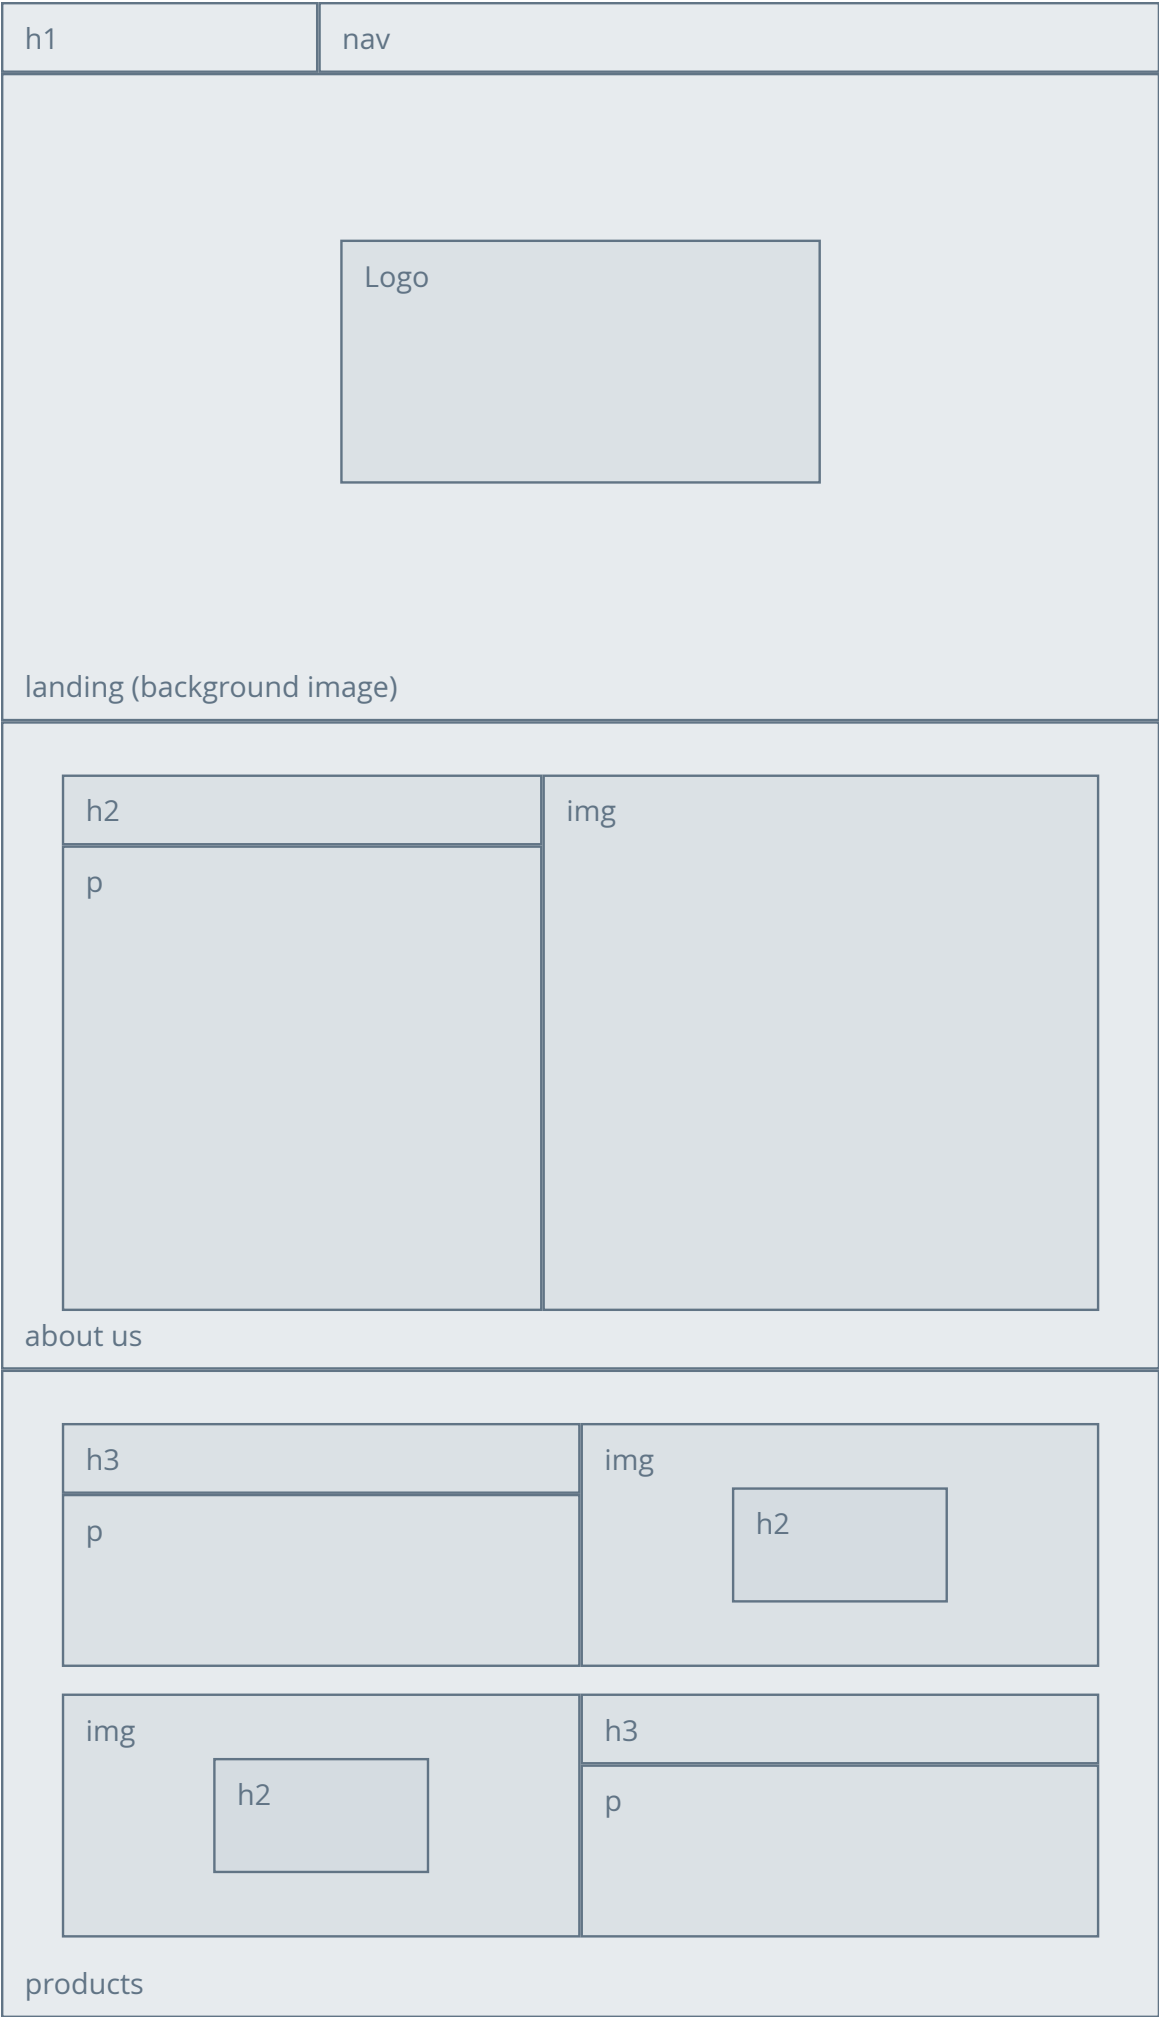 h1
nav
Logo
landing (background image)
h2
img
p
about us
h3
img
h2
p
img
h3
h2
p
products